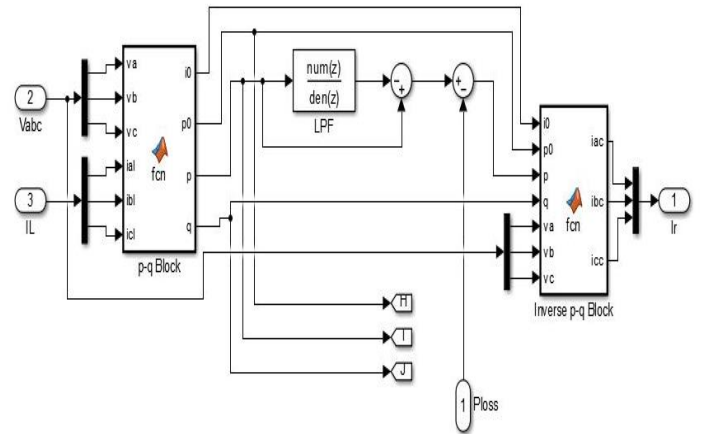 2
Vabc
3
IL
va
vb
vc
ial
ibl
icl
fcn
i0
p0
p
q
p-q Block
num(z)
den(z)
LPF
- +
+ -
H
I
J
1
Ploss
i0
p0
p
q
va
vb
vc
fcn
iac
ibc
icc
Inverse p-q Block
1
Ir